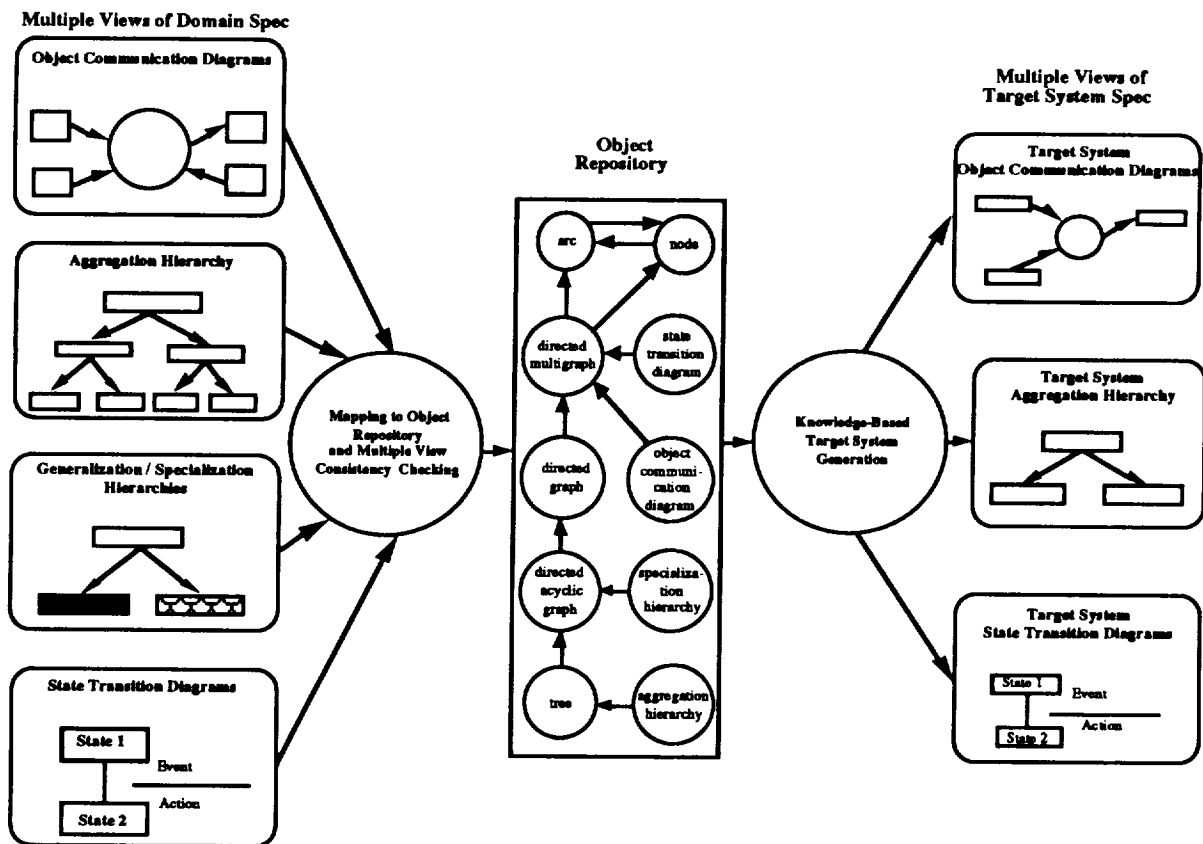 Multiple Views of Domain Spec
Object Communication Diagrams
Aggregation Hierarchy
Generalization / Specialization
Hierarchies
State Transition Diagrams
State 1
Event
Action
State 2
Mapping to Object
Repository
and Multiple View
Consistency Checking
Object
Repository
arc
node
directed
multigraph
state
transition
diagram
directed
graph
object
communi-
cation
diagram
directed
acyclic
graph
specializa-
tion
hierarchy
tree
aggregation
hierarchy
Knowledge-Based
Target System
Generation
Multiple Views of
Target System Spec
Target System
Object Communication Diagrams
Target System
Aggregation Hierarchy
Target System
State Transition Diagrams
State 1
Event
Action
State 2